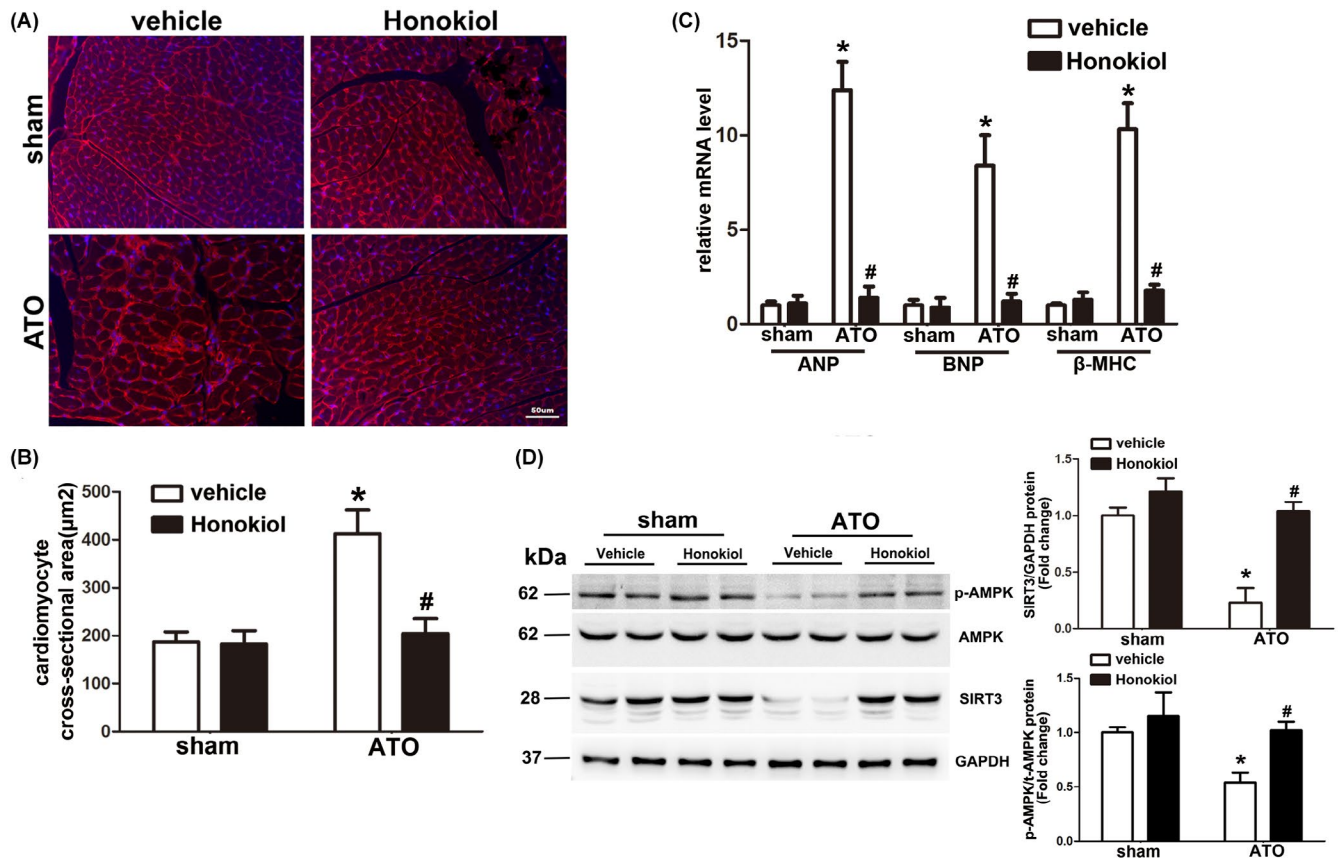 (A)
vehicle
Honokiol
sham
ATO
50um
(B)
cardiomyocyte
cross-sectional area(μm2)
500
400
300
200
100
0
vehicle
Honokiol
*
#
sham
ATO
(C)
relative mRNA level
15
10
5
0
vehicle
Honokiol
*
#
*
#
*
#
sham ATO sham ATO sham ATO
ANP BNP β-MHC
(D)
sham ATO
kDa Vehicle Honokiol Vehicle Honokiol
62 p-AMPK
62 AMPK
28 SIRT3
37 GAPDH
SIRT3/GAPDH protein
(Fold change)
1.5
1.0
0.5
0.0
vehicle
Honokiol
*
#
sham ATO
p-AMPK/t-AMPK protein
(Fold change)
1.5
1.0
0.5
0.0
vehicle
Honokiol
*
#
sham ATO